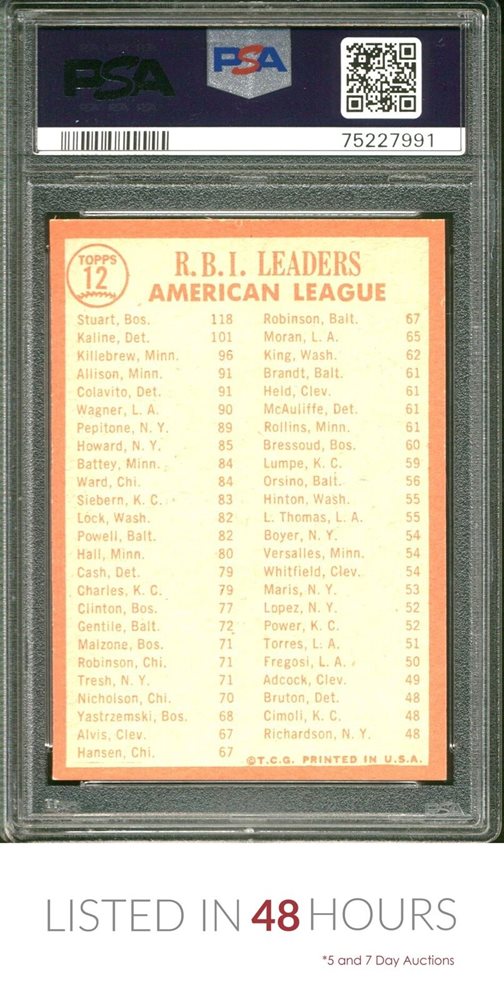 PSA
PSA
75227991
TOPPS
12
R.B.I. LEADERS
AMERICAN LEAGUE
Stuart, Bos. 118
Kaline, Det. 101
Killebrew, Minn. 96
Allison, Minn. 91
Colavito, Det. 91
Wagner, L. A. 90
Pepitone, N. Y. 89
Howard, N. Y. 85
Battey, Minn. 84
Ward, Chi. 84
Siebern, K. C. 83
Lock, Wash. 82
Powell, Balt. 82
Hall, Minn. 80
Cash, Det. 79
Charles, K. C. 79
Clinton, Bos. 77
Gentile, Balt. 72
Malzone, Bos. 71
Robinson, Chi. 71
Tresh, N. Y. 71
Nicholson, Chi. 70
Yastrzemski, Bos. 68
Alvis, Clev. 67
Hansen, Chi. 67
Robinson, Balt. 67
Moran, L. A. 65
King, Wash. 62
Brandt, Balt. 61
Held, Clev. 61
McAuliffe, Det. 61
Rollins, Minn. 61
Bressoud, Bos. 60
Lumpe, K. C. 59
Orsino, Balt. 56
Hinton, Wash. 55
L. Thomas, L. A. 55
Boyer, N. Y. 54
Versalles, Minn. 54
Whitfield, Clev. 54
Maris, N. Y. 53
Lopez, N. Y. 52
Power, K. C. 52
Torres, L. A. 51
Fregosi, L. A. 50
Adcock, Clev. 49
Bruton, Det. 48
Cimoli, K. C. 48
Richardson, N. Y. 48
©T.C.G. PRINTED IN U.S.A.
PSA
LISTED IN 48 HOURS
*5 and 7 Day Auctions